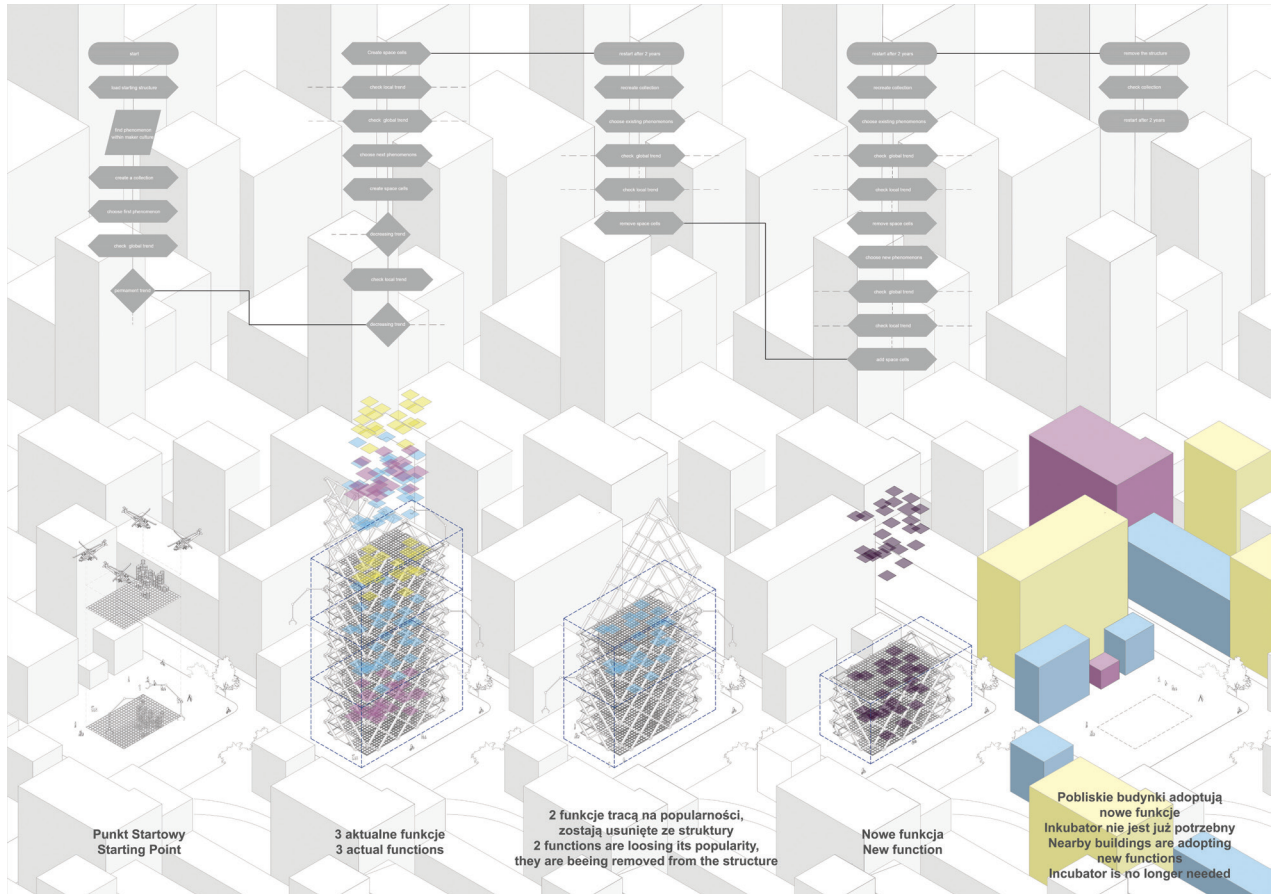 start
load starting structure
find phenomenon
within maker culture
create a collection
choose first phenomenon
check global trend
permanent trend
Create space cells
check local trend
check global trend
choose next phenomenon
create space cells
decreasing trend
check local trend
decreasing trend
restart after 2 years
recreate collection
choose existing phenomenons
check global trend
check local trend
remove space cells
restart after 2 years
recreate collection
choose existing phenomenons
check global trend
check local trend
remove space cells
choose new phenomenons
check global trend
check local trend
add space cells
remove the structure
check collection
restart after 2 years
Punkt Startowy
Starting Point
3 aktualne funkcje
3 actual functions
2 funkcje tracą na popularności,
zostają usunięte ze struktury
2 functions are loosing its popularity,
they are beeing removed from the structure
Nowe funkcja
New function
Pobliskie budynki adoptują
nowe funkcje
Inkubator nie jest już potrzebny
Nearby buildings are adopting
new functions
Incubator is no longer needed